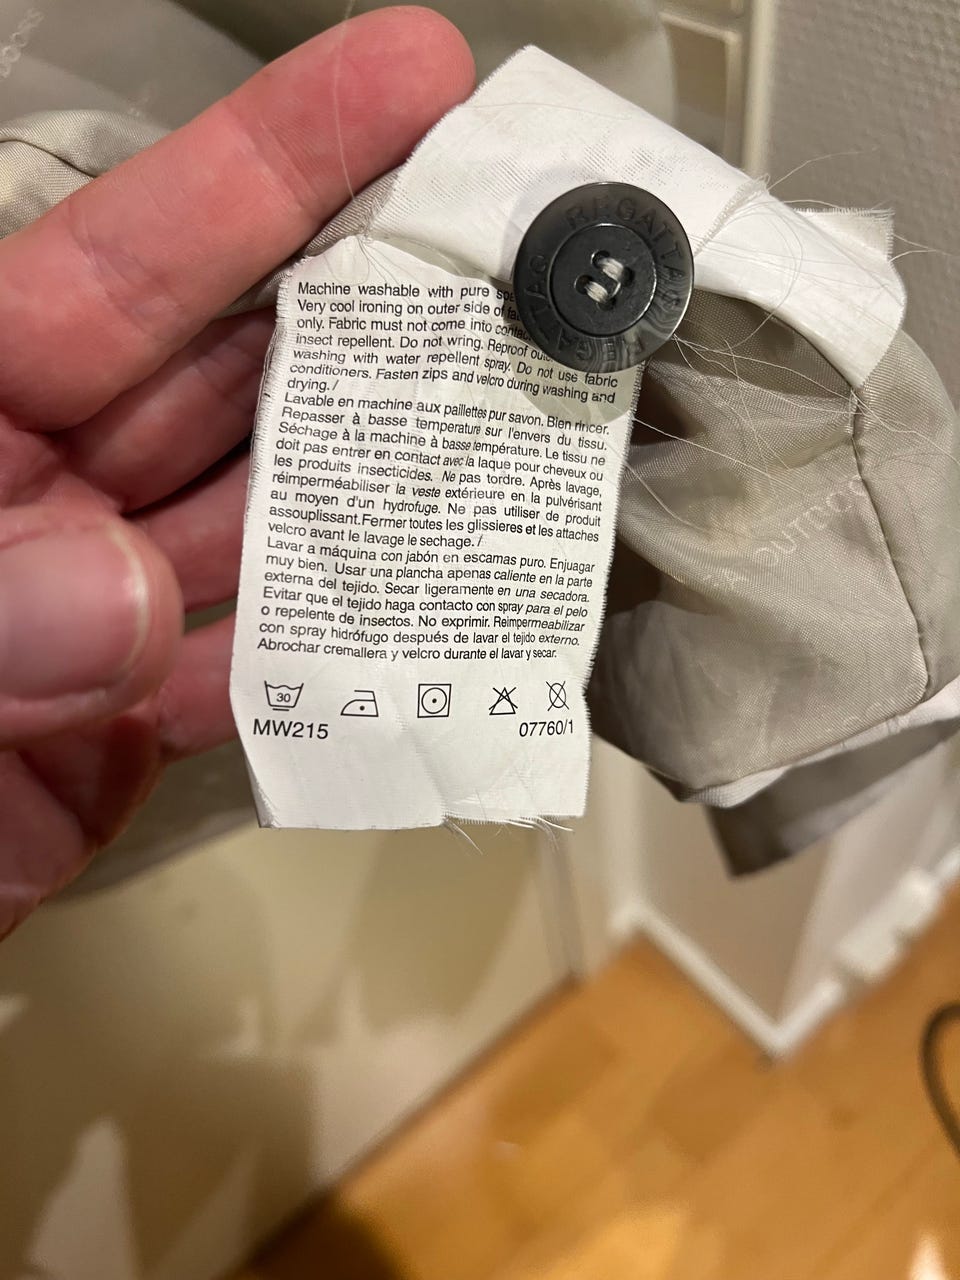 REGATTA REGATTA
Machine washable with pure
Very cool ironing on outer side of
only. Fabric must not come into
insect repellent. Do not wring. Reproof
washing with water repellent spray. Do not use fabric
conditioners. Fasten zips and velcro during washing and
drying. /
Lavable en machine aux paillettes pur savon. Bien rincer.
Repasser à basse temperature sur l'envers du tissu.
Séchage à la machine à basse température. Le tissu ne
doit pas entrer en contact avec la laque pour cheveux ou
les produits insecticides. Ne pas tordre. Après lavage,
réimperméabiliser la veste extérieure en la pulvérisant
au moyen d'un hydrofuge. Ne pas utiliser de produit
assouplissant.Fermer toutes les glissieres et les attaches
velcro avant le lavage le sechage. /
Lavar a máquina con jabón en escamas puro. Enjuagar
muy bien. Usar una plancha apenas caliente en la parte
externa del tejido. Secar ligeramente en una secadora.
Evitar que el tejido haga contacto con spray para el pelo
o repelente de insectos. No exprimir. Reimpermeabilizar
con spray hidrófugo después de lavar el tejido externo.
Abrochar cremallera y velcro durante el lavar y secar.
30
MW215 07760/1